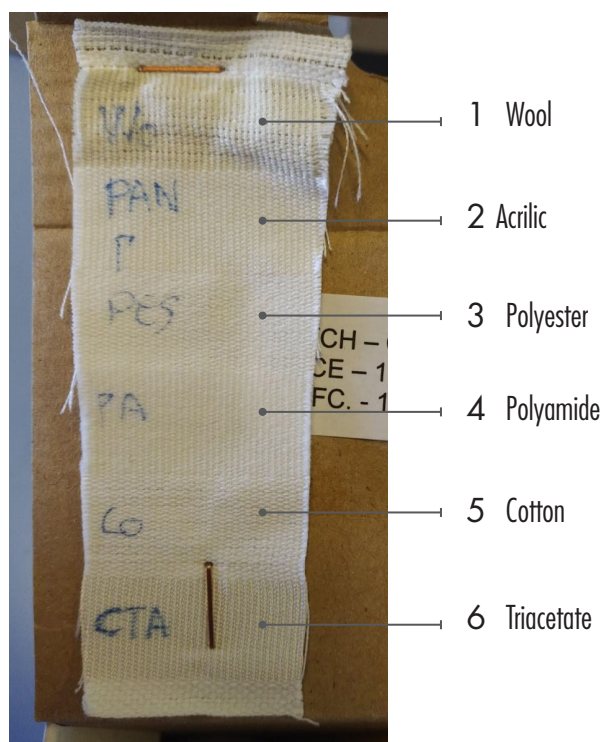 Wo
1 Wool
PAN
2 Acrilic
PES
3 Polyester
CH –
CE – 1
FC. - 1
PA
4 Polyamide
Co
5 Cotton
CTA
6 Triacetate